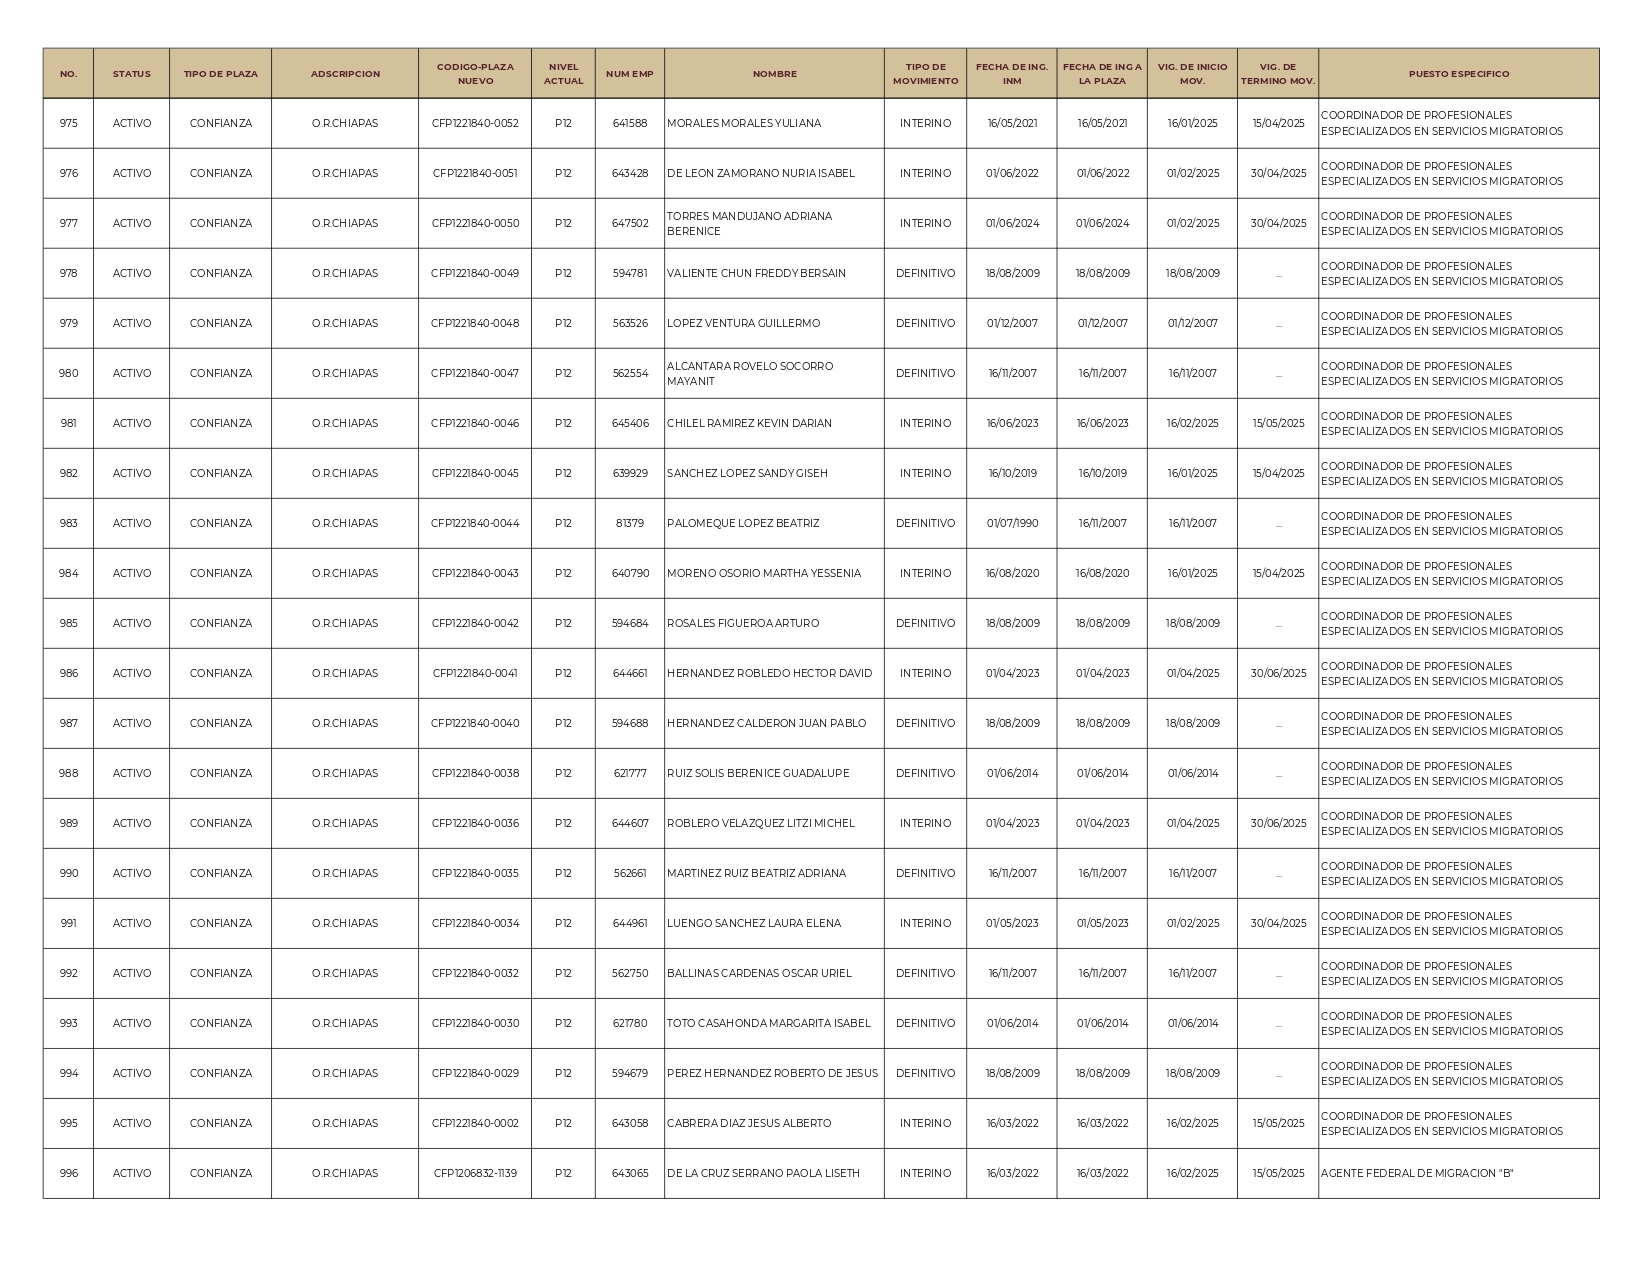 NO. STATUS TIPO DE PLAZA ADSCRIPCION CODIGO-PLAZA NUEVO NIVEL ACTUAL NUM EMP NOMBRE TIPO DE MOVIMIENTO FECHA DE ING. INM FECHA DE ING A LA PLAZA VIG. DE INICIO MOV. VIG. DE TERMINO MOV. PUESTO ESPECIFICO
975 ACTIVO CONFIANZA O.R.CHIAPAS CFP1221840-0052 P12 641588 MORALES MORALES YULIANA INTERINO 16/05/2021 16/05/2021 16/01/2025 15/04/2025 COORDINADOR DE PROFESIONALES ESPECIALIZADOS EN SERVICIOS MIGRATORIOS
976 ACTIVO CONFIANZA O.R.CHIAPAS CFP1221840-0051 P12 643428 DE LEON ZAMORANO NURIA ISABEL INTERINO 01/06/2022 01/06/2022 01/02/2025 30/04/2025 COORDINADOR DE PROFESIONALES ESPECIALIZADOS EN SERVICIOS MIGRATORIOS
977 ACTIVO CONFIANZA O.R.CHIAPAS CFP1221840-0050 P12 647502 TORRES MANDUJANO ADRIANA BERENICE INTERINO 01/06/2024 01/06/2024 01/02/2025 30/04/2025 COORDINADOR DE PROFESIONALES ESPECIALIZADOS EN SERVICIOS MIGRATORIOS
978 ACTIVO CONFIANZA O.R.CHIAPAS CFP1221840-0049 P12 594781 VALIENTE CHUN FREDDY BERSAIN DEFINITIVO 18/08/2009 18/08/2009 18/08/2009 ... COORDINADOR DE PROFESIONALES ESPECIALIZADOS EN SERVICIOS MIGRATORIOS
979 ACTIVO CONFIANZA O.R.CHIAPAS CFP1221840-0048 P12 563526 LOPEZ VENTURA GUILLERMO DEFINITIVO 01/12/2007 01/12/2007 01/12/2007 ... COORDINADOR DE PROFESIONALES ESPECIALIZADOS EN SERVICIOS MIGRATORIOS
980 ACTIVO CONFIANZA O.R.CHIAPAS CFP1221840-0047 P12 562554 ALCANTARA ROVELO SOCORRO MAYANIT DEFINITIVO 16/11/2007 16/11/2007 16/11/2007 ... COORDINADOR DE PROFESIONALES ESPECIALIZADOS EN SERVICIOS MIGRATORIOS
981 ACTIVO CONFIANZA O.R.CHIAPAS CFP1221840-0046 P12 645406 CHILEL RAMIREZ KEVIN DARIAN INTERINO 16/06/2023 16/06/2023 16/02/2025 15/05/2025 COORDINADOR DE PROFESIONALES ESPECIALIZADOS EN SERVICIOS MIGRATORIOS
982 ACTIVO CONFIANZA O.R.CHIAPAS CFP1221840-0045 P12 639929 SANCHEZ LOPEZ SANDY GISEH INTERINO 16/10/2019 16/10/2019 16/01/2025 15/04/2025 COORDINADOR DE PROFESIONALES ESPECIALIZADOS EN SERVICIOS MIGRATORIOS
983 ACTIVO CONFIANZA O.R.CHIAPAS CFP1221840-0044 P12 81379 PALOMEQUE LOPEZ BEATRIZ DEFINITIVO 01/07/1990 16/11/2007 16/11/2007 ... COORDINADOR DE PROFESIONALES ESPECIALIZADOS EN SERVICIOS MIGRATORIOS
984 ACTIVO CONFIANZA O.R.CHIAPAS CFP1221840-0043 P12 640790 MORENO OSORIO MARTHA YESSENIA INTERINO 16/08/2020 16/08/2020 16/01/2025 15/04/2025 COORDINADOR DE PROFESIONALES ESPECIALIZADOS EN SERVICIOS MIGRATORIOS
985 ACTIVO CONFIANZA O.R.CHIAPAS CFP1221840-0042 P12 594684 ROSALES FIGUEROA ARTURO DEFINITIVO 18/08/2009 18/08/2009 18/08/2009 ... COORDINADOR DE PROFESIONALES ESPECIALIZADOS EN SERVICIOS MIGRATORIOS
986 ACTIVO CONFIANZA O.R.CHIAPAS CFP1221840-0041 P12 644661 HERNANDEZ ROBLEDO HECTOR DAVID INTERINO 01/04/2023 01/04/2023 01/04/2025 30/06/2025 COORDINADOR DE PROFESIONALES ESPECIALIZADOS EN SERVICIOS MIGRATORIOS
987 ACTIVO CONFIANZA O.R.CHIAPAS CFP1221840-0040 P12 594688 HERNANDEZ CALDERON JUAN PABLO DEFINITIVO 18/08/2009 18/08/2009 18/08/2009 ... COORDINADOR DE PROFESIONALES ESPECIALIZADOS EN SERVICIOS MIGRATORIOS
988 ACTIVO CONFIANZA O.R.CHIAPAS CFP1221840-0038 P12 621777 RUIZ SOLIS BERENICE GUADALUPE DEFINITIVO 01/06/2014 01/06/2014 01/06/2014 ... COORDINADOR DE PROFESIONALES ESPECIALIZADOS EN SERVICIOS MIGRATORIOS
989 ACTIVO CONFIANZA O.R.CHIAPAS CFP1221840-0036 P12 644607 ROBLERO VELAZQUEZ LITZI MICHEL INTERINO 01/04/2023 01/04/2023 01/04/2025 30/06/2025 COORDINADOR DE PROFESIONALES ESPECIALIZADOS EN SERVICIOS MIGRATORIOS
990 ACTIVO CONFIANZA O.R.CHIAPAS CFP1221840-0035 P12 562661 MARTINEZ RUIZ BEATRIZ ADRIANA DEFINITIVO 16/11/2007 16/11/2007 16/11/2007 ... COORDINADOR DE PROFESIONALES ESPECIALIZADOS EN SERVICIOS MIGRATORIOS
991 ACTIVO CONFIANZA O.R.CHIAPAS CFP1221840-0034 P12 644961 LUENGO SANCHEZ LAURA ELENA INTERINO 01/05/2023 01/05/2023 01/02/2025 30/04/2025 COORDINADOR DE PROFESIONALES ESPECIALIZADOS EN SERVICIOS MIGRATORIOS
992 ACTIVO CONFIANZA O.R.CHIAPAS CFP1221840-0032 P12 562750 BALLINAS CARDENAS OSCAR URIEL DEFINITIVO 16/11/2007 16/11/2007 16/11/2007 ... COORDINADOR DE PROFESIONALES ESPECIALIZADOS EN SERVICIOS MIGRATORIOS
993 ACTIVO CONFIANZA O.R.CHIAPAS CFP1221840-0030 P12 621780 TOTO CASAHONDA MARGARITA ISABEL DEFINITIVO 01/06/2014 01/06/2014 01/06/2014 ... COORDINADOR DE PROFESIONALES ESPECIALIZADOS EN SERVICIOS MIGRATORIOS
994 ACTIVO CONFIANZA O.R.CHIAPAS CFP1221840-0029 P12 594679 PEREZ HERNANDEZ ROBERTO DE JESUS DEFINITIVO 18/08/2009 18/08/2009 18/08/2009 ... COORDINADOR DE PROFESIONALES ESPECIALIZADOS EN SERVICIOS MIGRATORIOS
995 ACTIVO CONFIANZA O.R.CHIAPAS CFP1221840-0002 P12 643058 CABRERA DIAZ JESUS ALBERTO INTERINO 16/03/2022 16/03/2022 16/02/2025 15/05/2025 COORDINADOR DE PROFESIONALES ESPECIALIZADOS EN SERVICIOS MIGRATORIOS
996 ACTIVO CONFIANZA O.R.CHIAPAS CFP1206832-1139 P12 643065 DE LA CRUZ SERRANO PAOLA LISETH INTERINO 16/03/2022 16/03/2022 16/02/2025 15/05/2025 AGENTE FEDERAL DE MIGRACION "B"